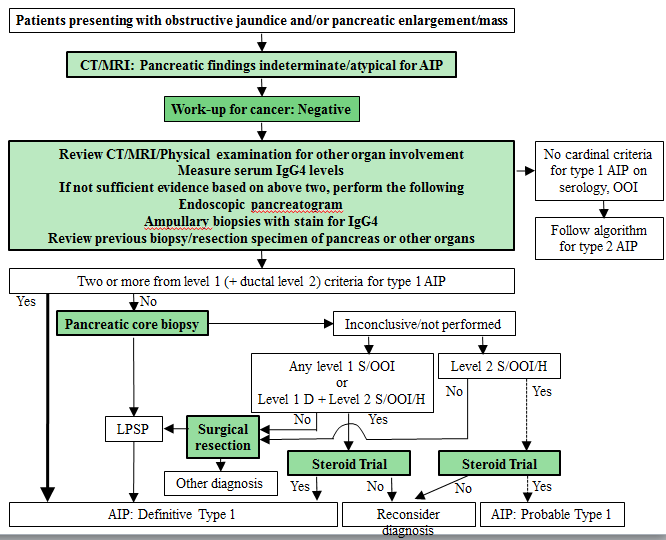 Patients presenting with obstructive jaundice and/or pancreatic enlargement/mass
CT/MRI: Pancreatic findings indeterminate/atypical for AIP
Work-up for cancer: Negative
Review CT/MRI/Physical examination for other organ involvement
Measure serum IgG4 levels
If not sufficient evidence based on above two, perform the following
Endoscopic pancreatogram
Ampullary biopsies with stain for IgG4
Review previous biopsy/resection specimen of pancreas or other organs
No cardinal criteria
for type 1 AIP on
serology, OOI
Follow algorithm
for type 2 AIP
Two or more from level 1 (+ ductal level 2) criteria for type 1 AIP
Yes
No
Pancreatic core biopsy
Inconclusive/not performed
Any level 1 S/OOI
or
Level 1 D + Level 2 S/OOI/H
Level 2 S/OOI/H
No
Yes
No
Yes
LPSP
Surgical
resection
Steroid Trial
Steroid Trial
Other diagnosis
Yes
No
No
Yes
AIP: Definitive Type 1
Reconsider
diagnosis
AIP: Probable Type 1